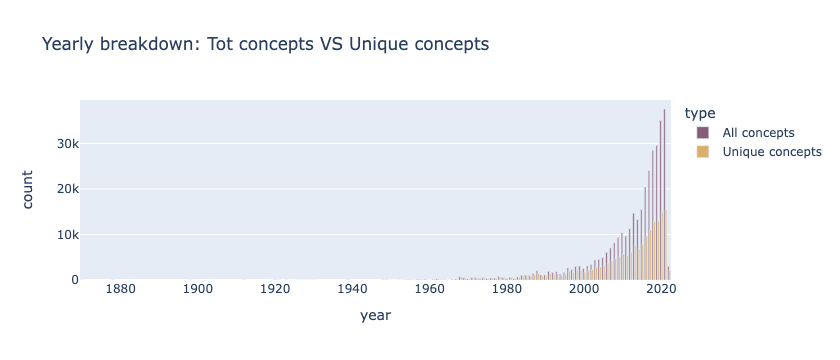 Yearly breakdown: Tot concepts VS Unique concepts
type
All concepts
Unique concepts
count
30k
20k
10k
0
1880 1900 1920 1940 1960 1980 2000 2020
year